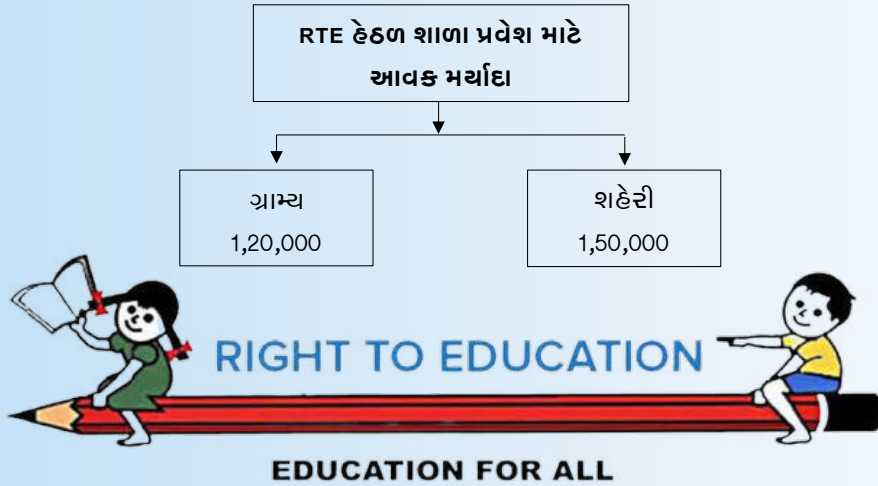 RTE હેઠળ શાળા પ્રવેશ માટે
આવક મર્યાદા
ગ્રામ્ય
1,20,000
શહેરી
1,50,000
RIGHT TO EDUCATION
EDUCATION FOR ALL